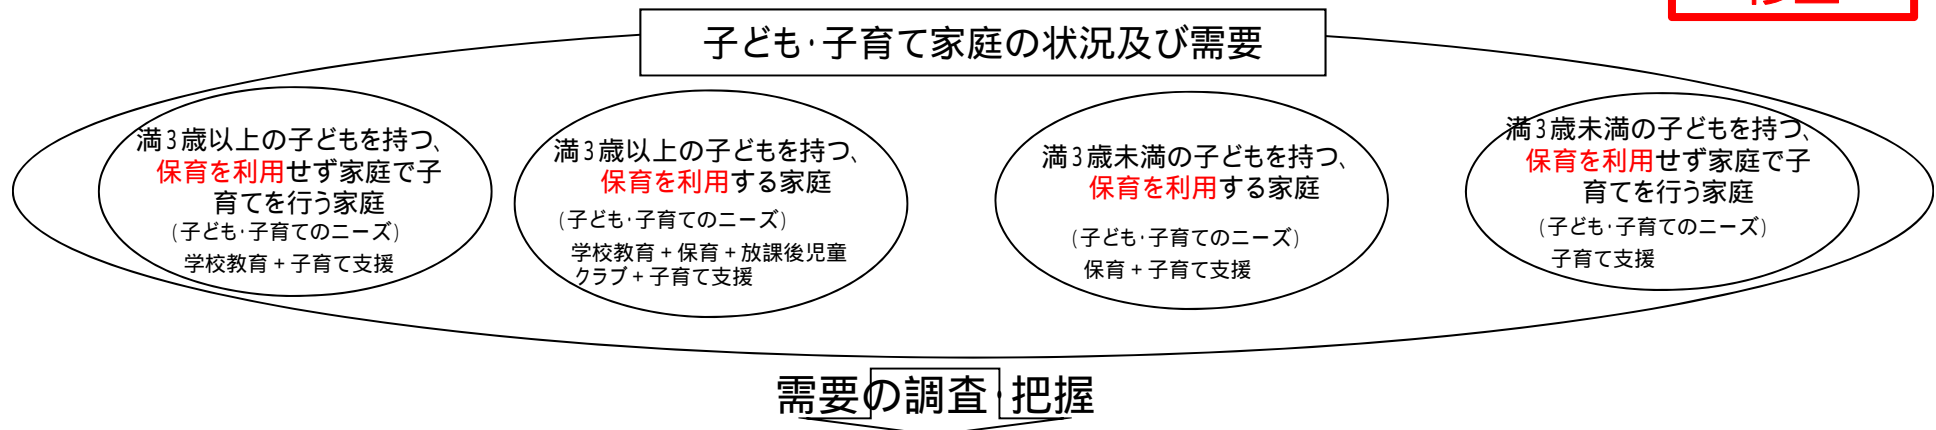 子ども・子育て家庭の状況及び需要
満3歳以上の子どもを持つ、
保育を利用せず家庭で子
育てを行う家庭
(子ども・子育てのニーズ)
学校教育+子育て支援
満3歳以上の子どもを持つ、
保育を利用する家庭
(子ども・子育てのニーズ)
学校教育+保育+放課後児童
クラブ+子育て支援
満3歳未満の子どもを持つ、
保育を利用する家庭
(子ども・子育てのニーズ)
保育+子育て支援
満3歳未満の子どもを持つ、
保育を利用せず家庭で子
育てを行う家庭
(子ども・子育てのニーズ)
子育て支援
需要の調査・把握